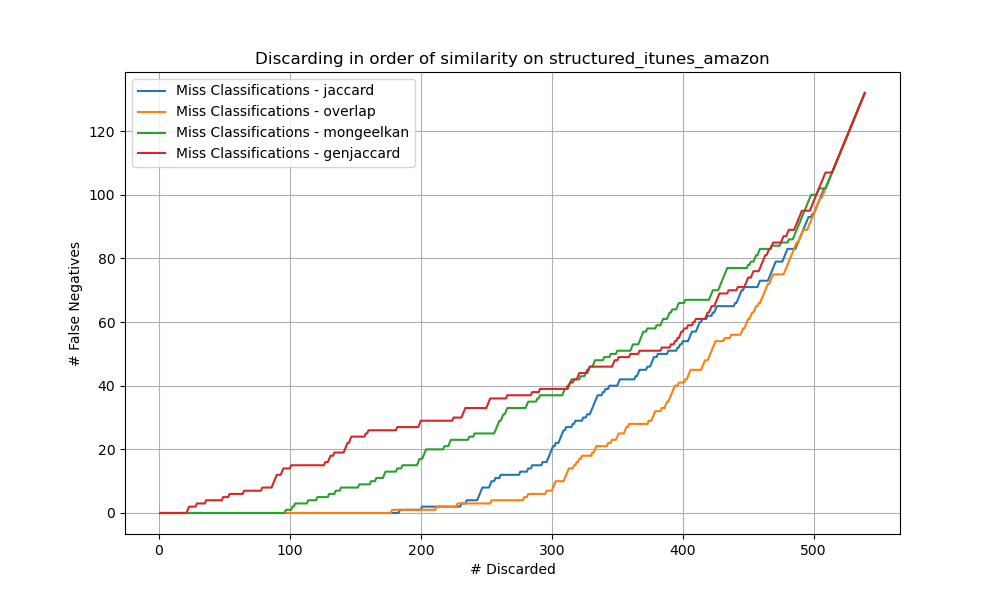 Discarding in order of similarity on structured_itunes_amazon
Miss Classifications - jaccard
Miss Classifications - overlap
Miss Classifications - mongeelkan
Miss Classifications - genjaccard
# False Negatives
120
100
80
60
40
20
0
0 100 200 300 400 500
# Discarded